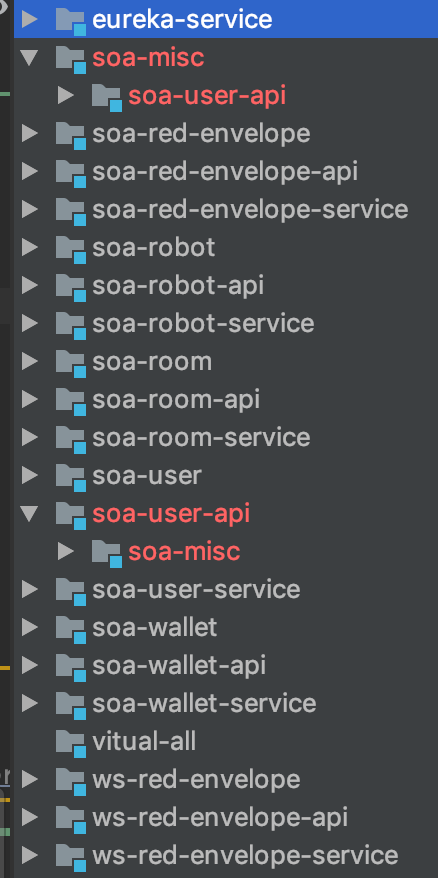 eureka-service
soa-misc
soa-user-api
soa-red-envelope
soa-red-envelope-api
soa-red-envelope-service
soa-robot
soa-robot-api
soa-robot-service
soa-room
soa-room-api
soa-room-service
soa-user
soa-user-api
soa-misc
soa-user-service
soa-wallet
soa-wallet-api
soa-wallet-service
vitual-all
ws-red-envelope
ws-red-envelope-api
ws-red-envelope-service